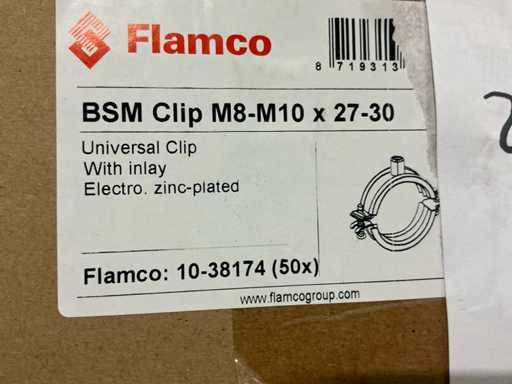 Flamco
8 719313
BSM Clip M8-M10 x 27-30
Universal Clip
With inlay
Electro. zinc-plated
Flamco: 10-38174 (50x)
www.flamcogroup.com